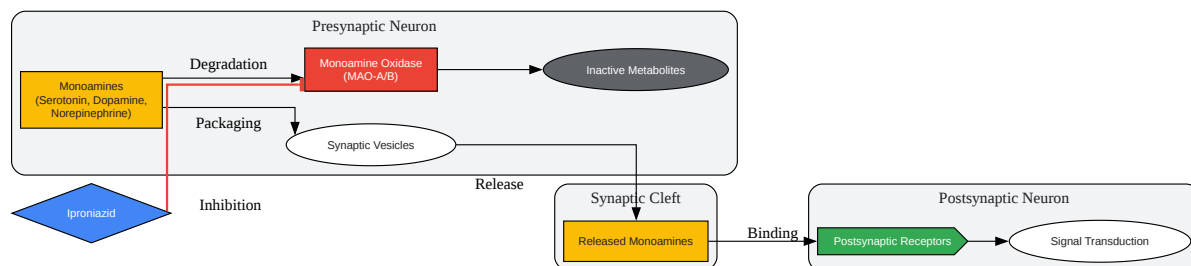 Presynaptic Neuron
Degradation
Monoamine Oxidase
(MAO-A/B)
Inactive Metabolites
Monoamines
(Serotonin, Dopamine,
Norepinephrine)
Packaging
Synaptic Vesicles
Release
Iproniazid
Inhibition
Synaptic Cleft
Released Monoamines
Binding
Postsynaptic Neuron
Postsynaptic Receptors
Signal Transduction